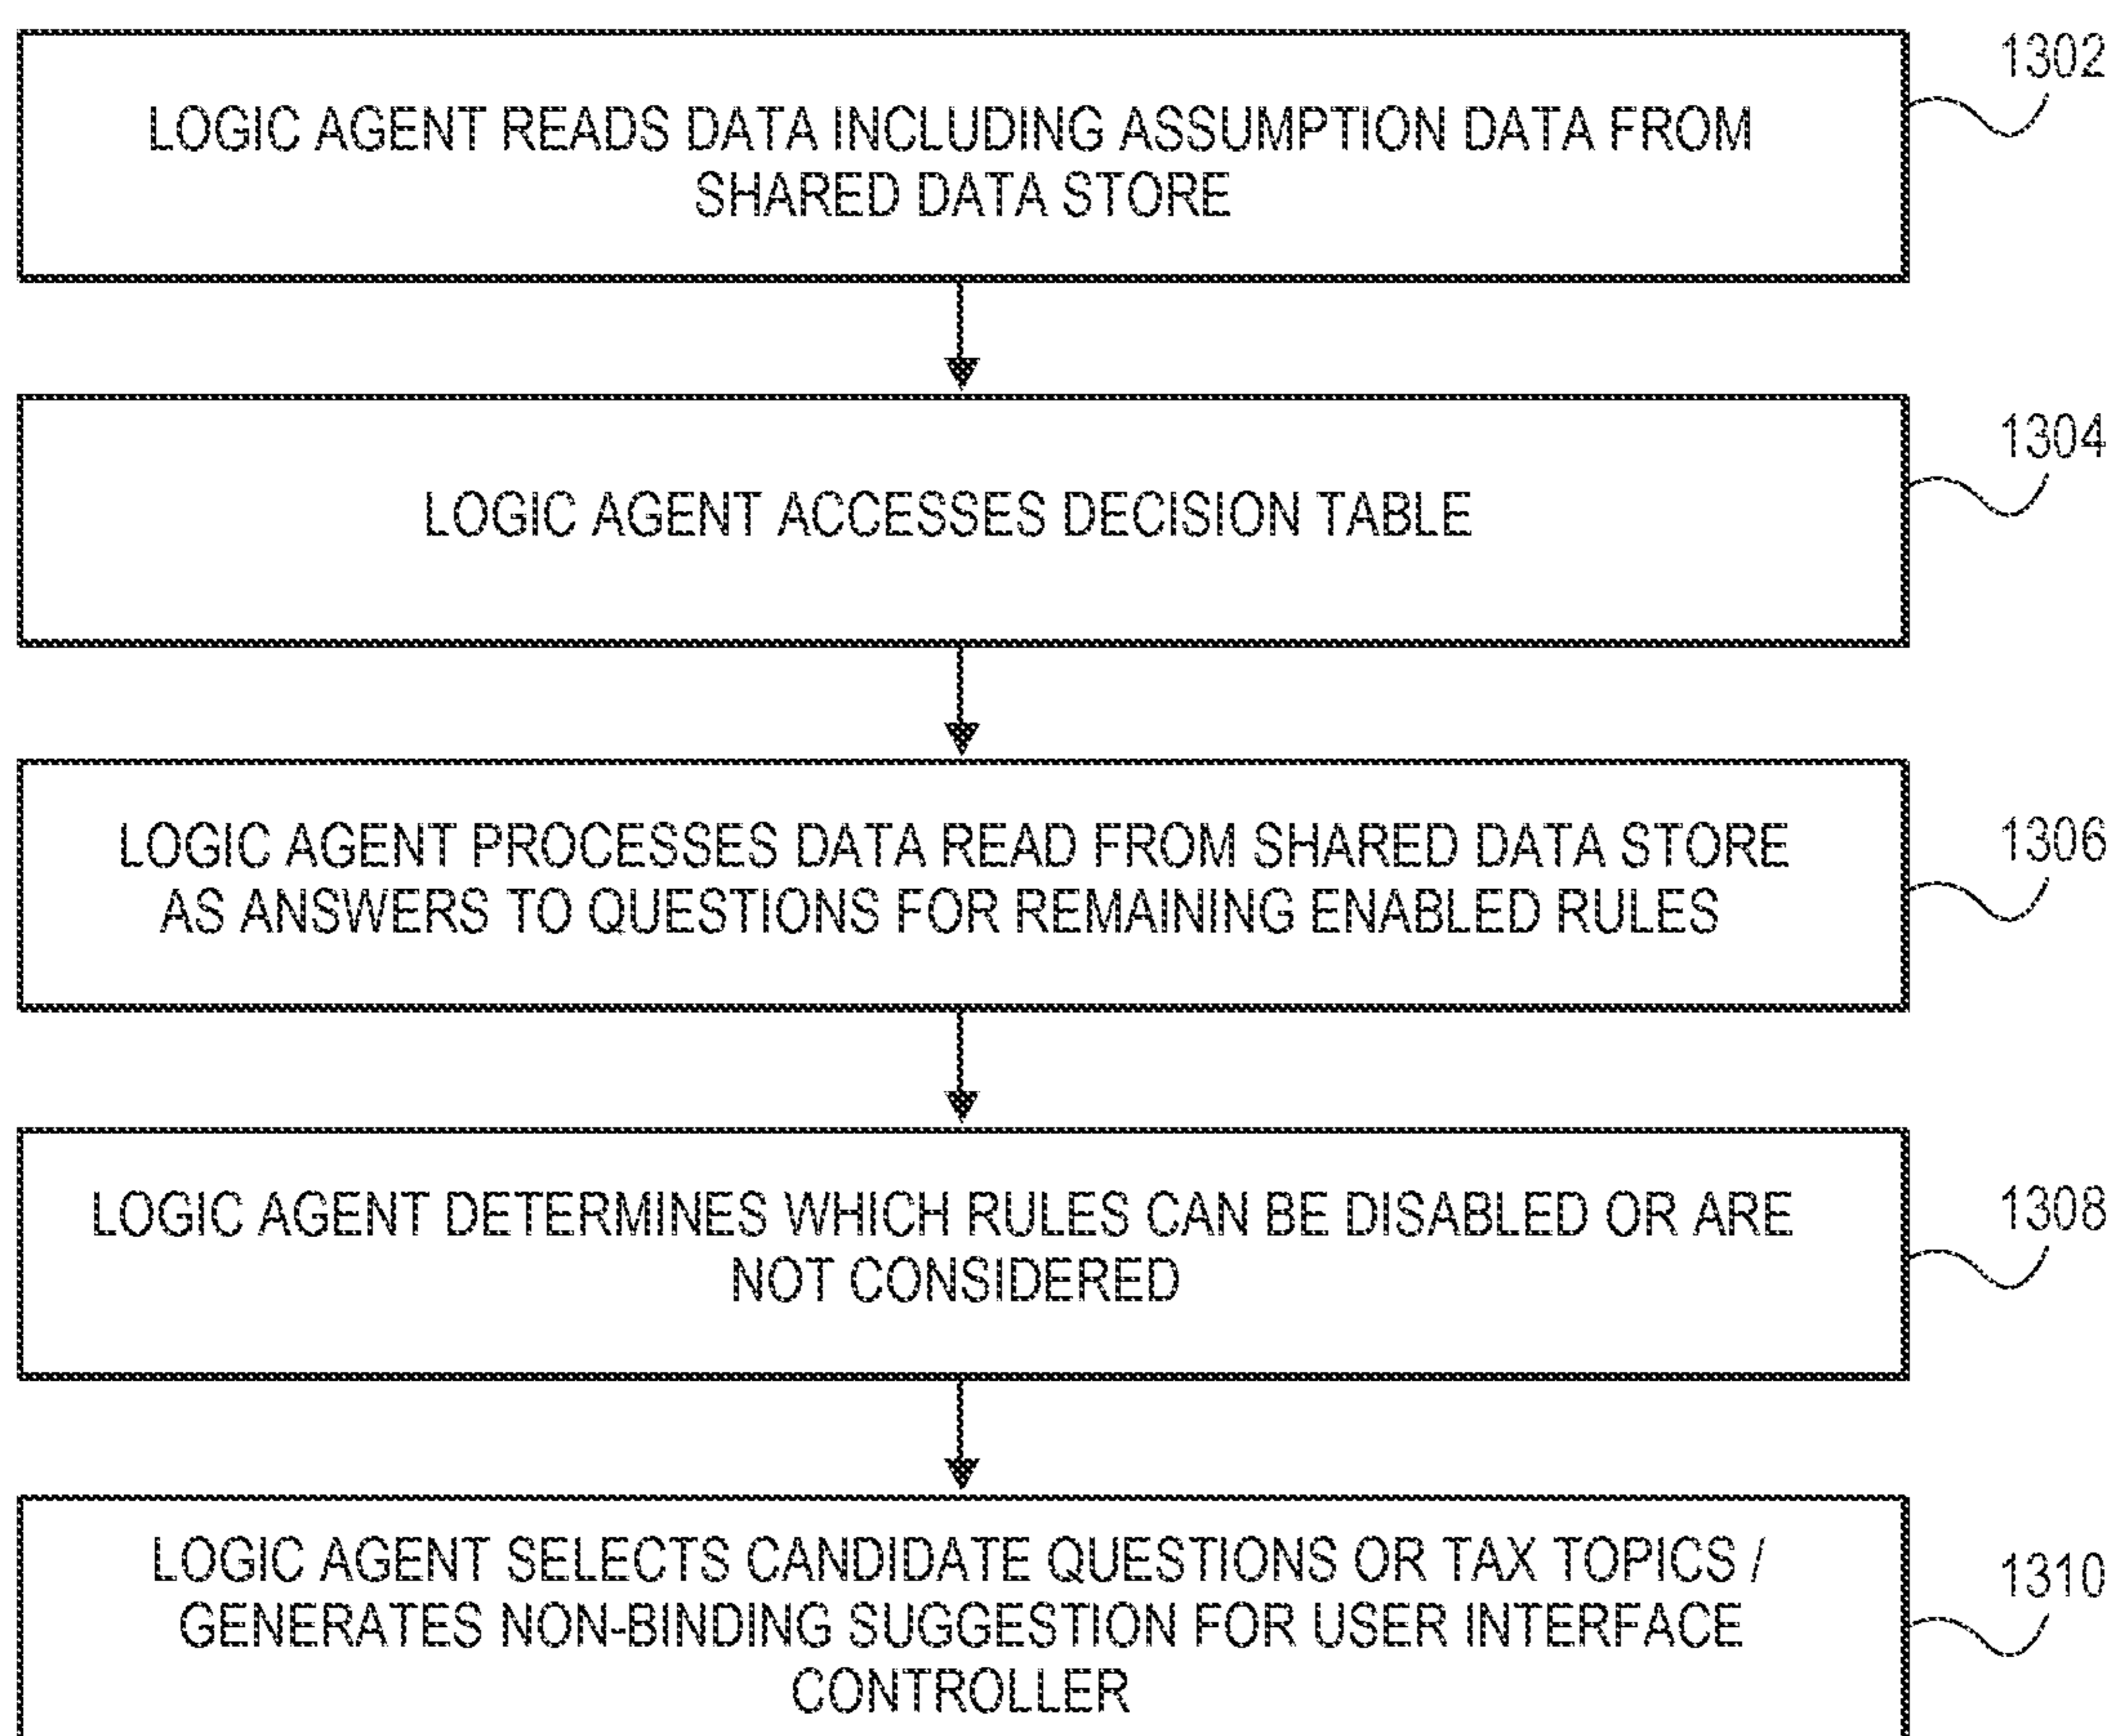 1302
LOGIC AGENT READS DATA INCLUDING ASSUMPTION DATA FROM
SHARED DATA STORE
1304
LOGIC AGENT ACCESSES DECISION TABLE
1306
LOGIC AGENT PROCESSES DATA READ FROM SHARED DATA STORE
AS ANSWERS TO QUESTIONS FOR REMAINING ENABLED RULES
1308
LOGIC AGENT DETERMINES WHICH RULES CAN BE DISABLED OR ARE
NOT CONSIDERED
1310
LOGIC AGENT SELECTS CANDIDATE QUESTIONS OR TAX TOPICS /
GENERATES NON-BINDING SUGGESTION FOR USER INTERFACE
CONTROLLER